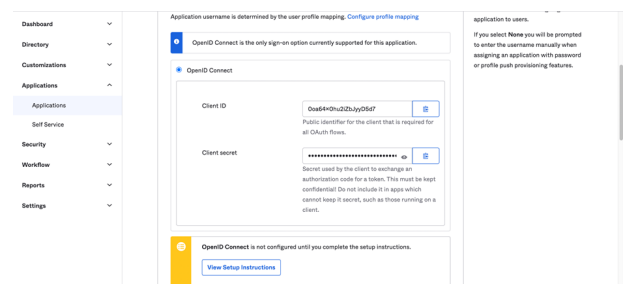 Dashboard
Directory
Customizations
Applications
Applications
Self Service
Security
Workflow
Reports
Settings
Application username is determined by the user profile mapping. Configure profile mapping
OpenID Connect is the only sign-on option currently supported for this application.
OpenID Connect
Client ID
0oa64x0hu2iZbJyyD5d7
Public identifier for the client that is required for
all OAuth flows.
Client secret
Secret used by the client to exchange an
authorization code for a token. This must be kept
confidential! Do not include it in apps which
cannot keep it secret, such as those running on a
client.
OpenID Connect is not configured until you complete the setup instructions.
View Setup Instructions
application to users.
If you select None you will be prompted
to enter the username manually when
assigning an application with password
or profile push provisioning features.